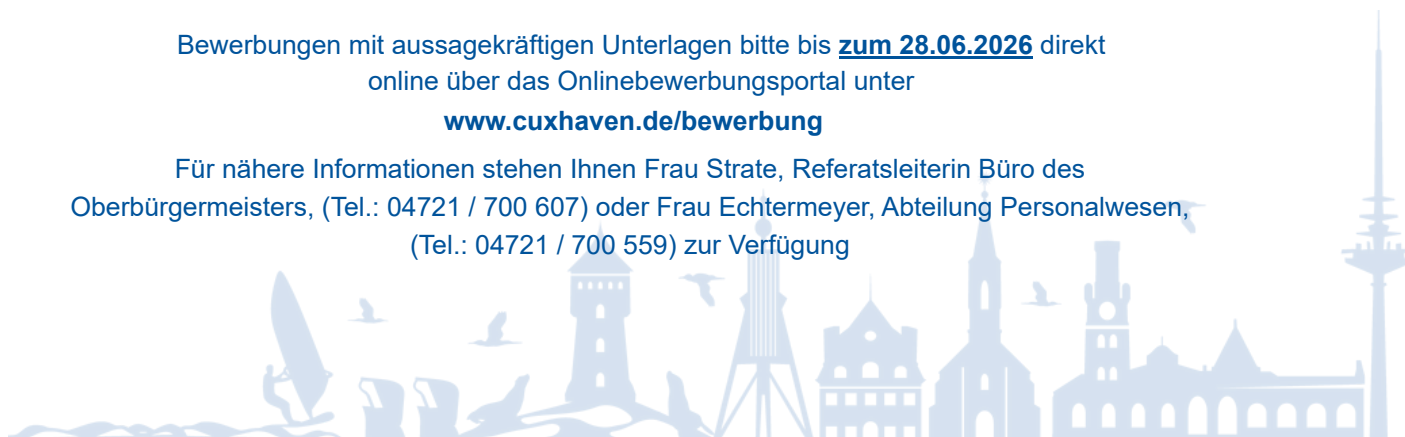 Bewerbungen mit aussagekräftigen Unterlagen bitte bis zum 28.06.2026 direkt
online über das Onlinebewerbungsportal unter
www.cuxhaven.de/bewerbung
Für nähere Informationen stehen Ihnen Frau Strate, Referatsleiterin Büro des
Oberbürgermeisters, (Tel.: 04721 / 700 607) oder Frau Echtermeyer, Abteilung Personalwesen,
(Tel.: 04721 / 700 559) zur Verfügung